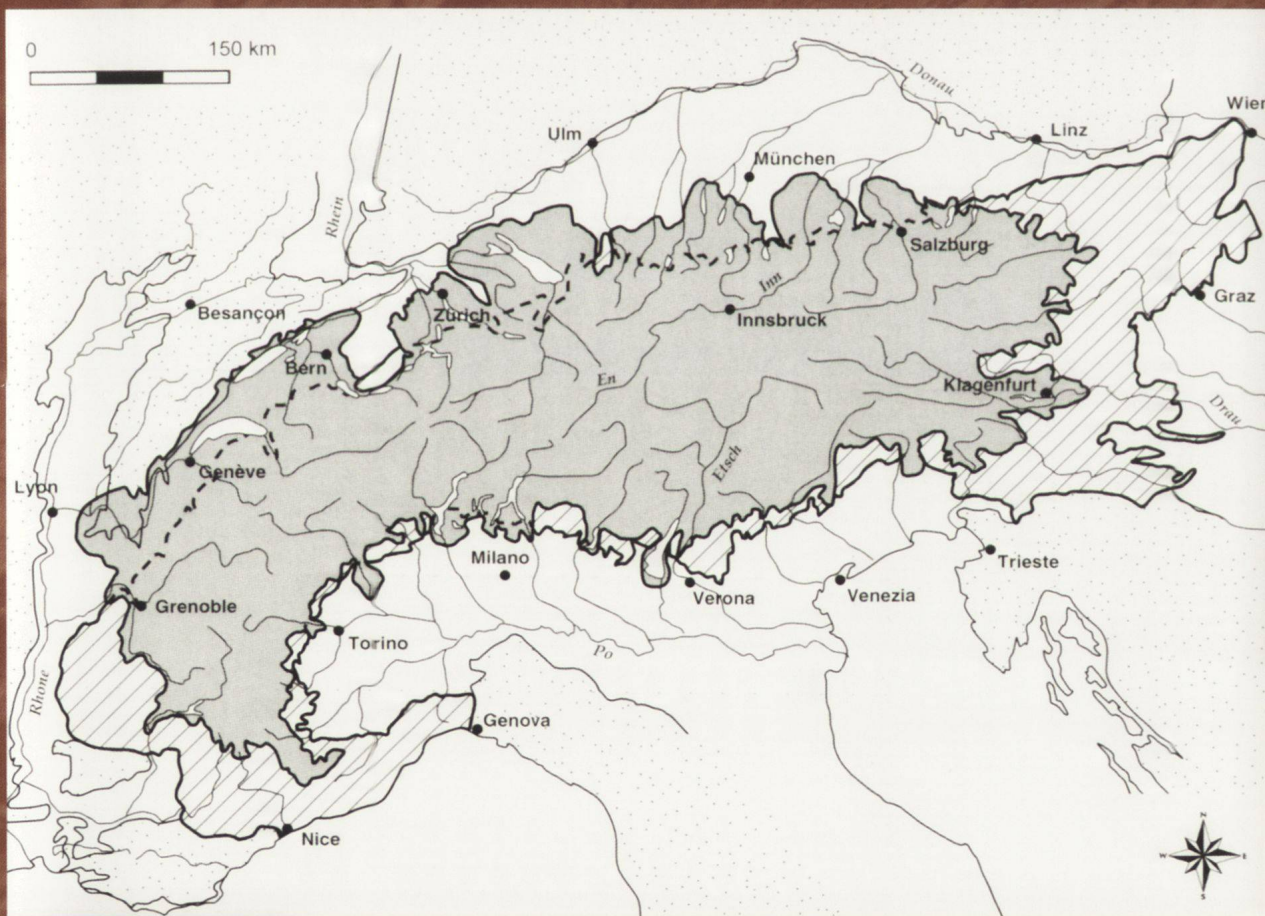 0 150 km
Donau
Wien
Ulm
Linz
München
Rhein
Salzburg
Inn
Besançon
Zürich
Innsbruck
Graz
Bern
En
Klagenfurt
Drau
Etsch
Genève
Lyon
Milano
Trieste
Grenoble
Verona
Venezia
Torino
Po
Rhone
Genova
Nice
N
W E
S